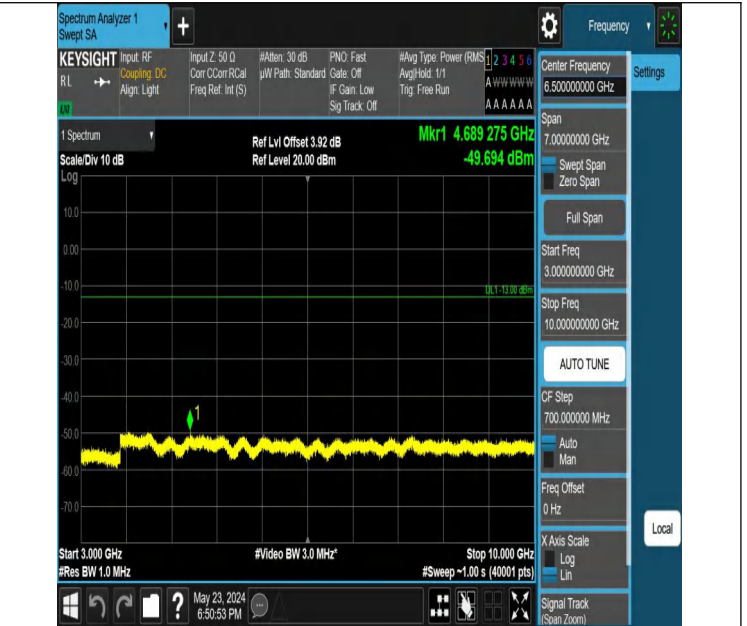 Spectrum Analyzer 1
Swept SA
+
Frequency
KEYSIGHT
RL
LNI
Input: RF
Coupling: DC
Align: Light
Input Z: 50 Ω
Corr CCorr RCal
Freq Ref: Int (S)
#Atten: 30 dB
µW Path: Standard
PNO: Fast
Gate: Off
IF Gain: Low
Sig Track: Off
#Avg Type: Power (RMS
Avg|Hold: 1/1
Trig: Free Run
1 2 3 4 5 6
A W W W W W
A A A A A A
1 Spectrum
Scale/Div 10 dB
Log
Ref Lvl Offset 3.92 dB
Ref Level 20.00 dBm
Mkr1 4.689 275 GHz
-49.694 dBm
10.0
0.00
-10.0
DL1 -13.00 dBm
-20.0
-30.0
-40.0
1
-50.0
-60.0
-70.0
Start 3.000 GHz
#Res BW 1.0 MHz
#Video BW 3.0 MHz*
Stop 10.000 GHz
#Sweep ~1.00 s (40001 pts)
?
May 23, 2024
6:50:53 PM
Center Frequency
6.500000000 GHz
Settings
Span
7.00000000 GHz
Swept Span
Zero Span
Full Span
Start Freq
3.000000000 GHz
Stop Freq
10.000000000 GHz
AUTO TUNE
CF Step
700.000000 MHz
Auto
Man
Freq Offset
0 Hz
X Axis Scale
Log
Lin
Local
Signal Track
(Span Zoom)